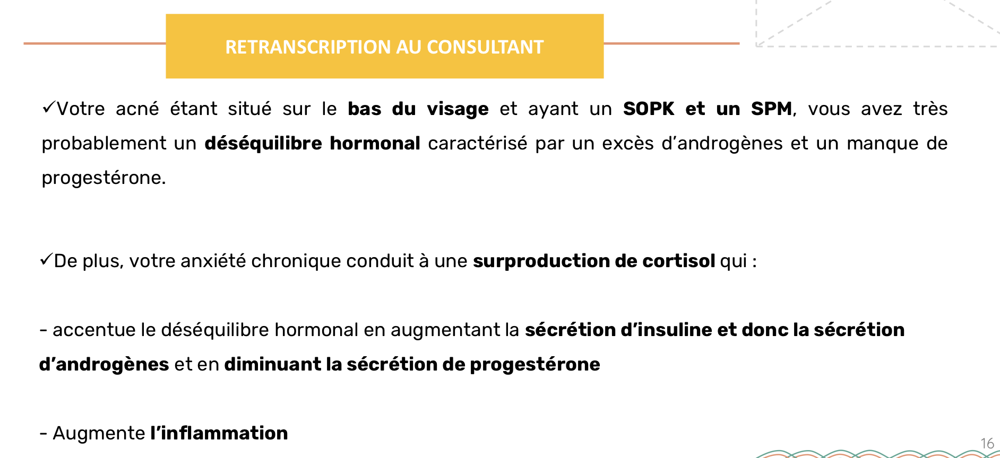 RETRANSCRIPTION AU CONSULTANT
✓Votre acné étant situé sur le bas du visage et ayant un SOPK et un SPM, vous avez très
probablement un déséquilibre hormonal caractérisé par un excès d’androgènes et un manque de
progestérone.
✓De plus, votre anxiété chronique conduit à une surproduction de cortisol qui :
- accentue le déséquilibre hormonal en augmentant la sécrétion d’insuline et donc la sécrétion
d’androgènes et en diminuant la sécrétion de progestérone
- Augmente l’inflammation
16